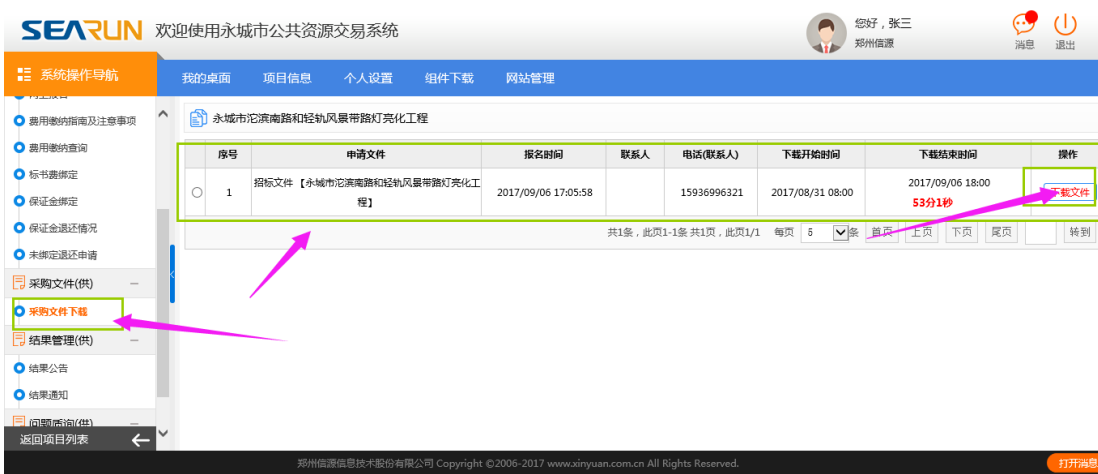 SEARUN 欢迎使用永城市公共资源交易系统
您好，张三
郑州信源
消息
退出
系统操作导航
我的桌面
项目信息
个人设置
组件下载
网站管理
费用缴纳指南及注意事项
费用缴纳查询
标书费绑定
保证金绑定
保证金退还情况
未绑定退还申请
采购文件(供)
采购文件下载
结果管理(供)
结果公告
结果通知
问题质询(供)
返回项目列表
永城市沱滨南路和轻轨风景带路灯亮化工程
序号 申请文件 报名时间 联系人 电话(联系人) 下载开始时间 下载结束时间 操作
1 招标文件 【永城市沱滨南路和轻轨风景带路灯亮化工
程】
2017/09/06 17:05:58 15936996321 2017/08/31 08:00
2017/09/06 18:00
53分1秒
下载文件
共1条，此页1-1条 共1页，此页1/1 每页 5 条 首页 上页 下页 尾页 转到
郑州信源信息技术股份有限公司 Copyright ©2006-2017 www.xinyuan.com.cn All Rights Reserved.
打开消息